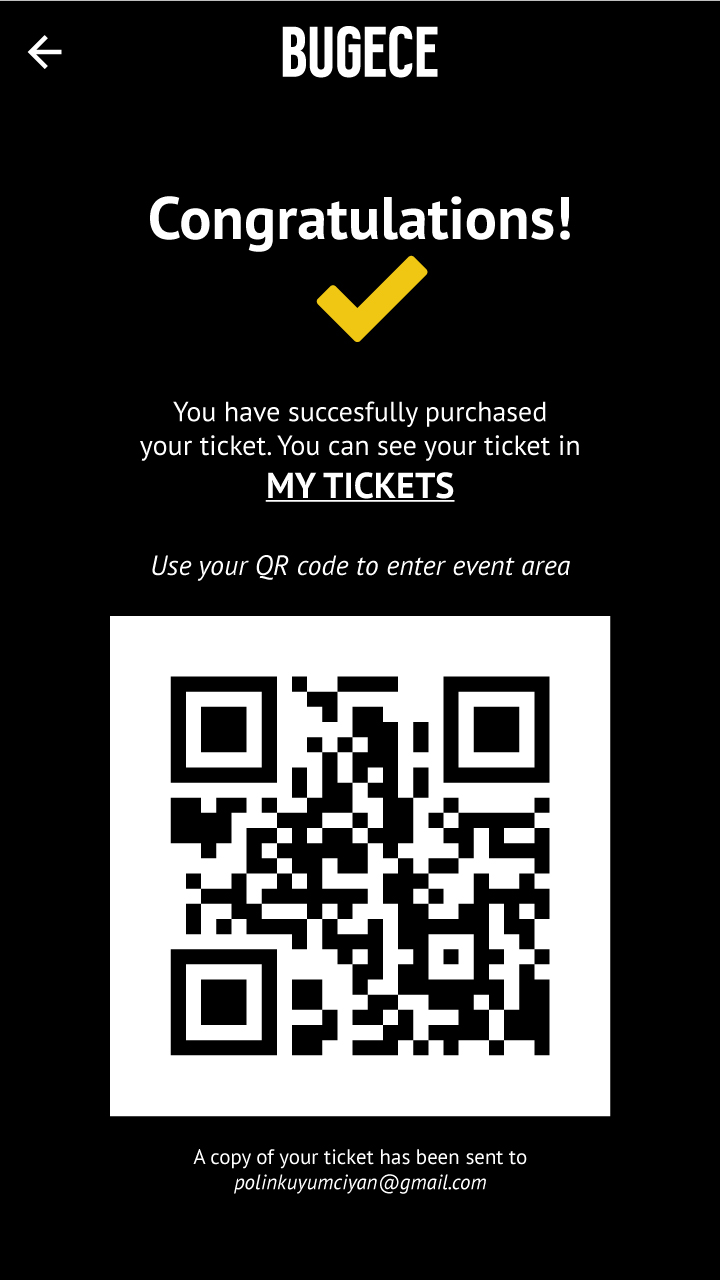 BUGECE
Congratulations!
You have succesfully purchased
your ticket. You can see your ticket in
MY TICKETS
Use your QR code to enter event area
A copy of your ticket has been sent to
polinkuyumciyan@gmail.com